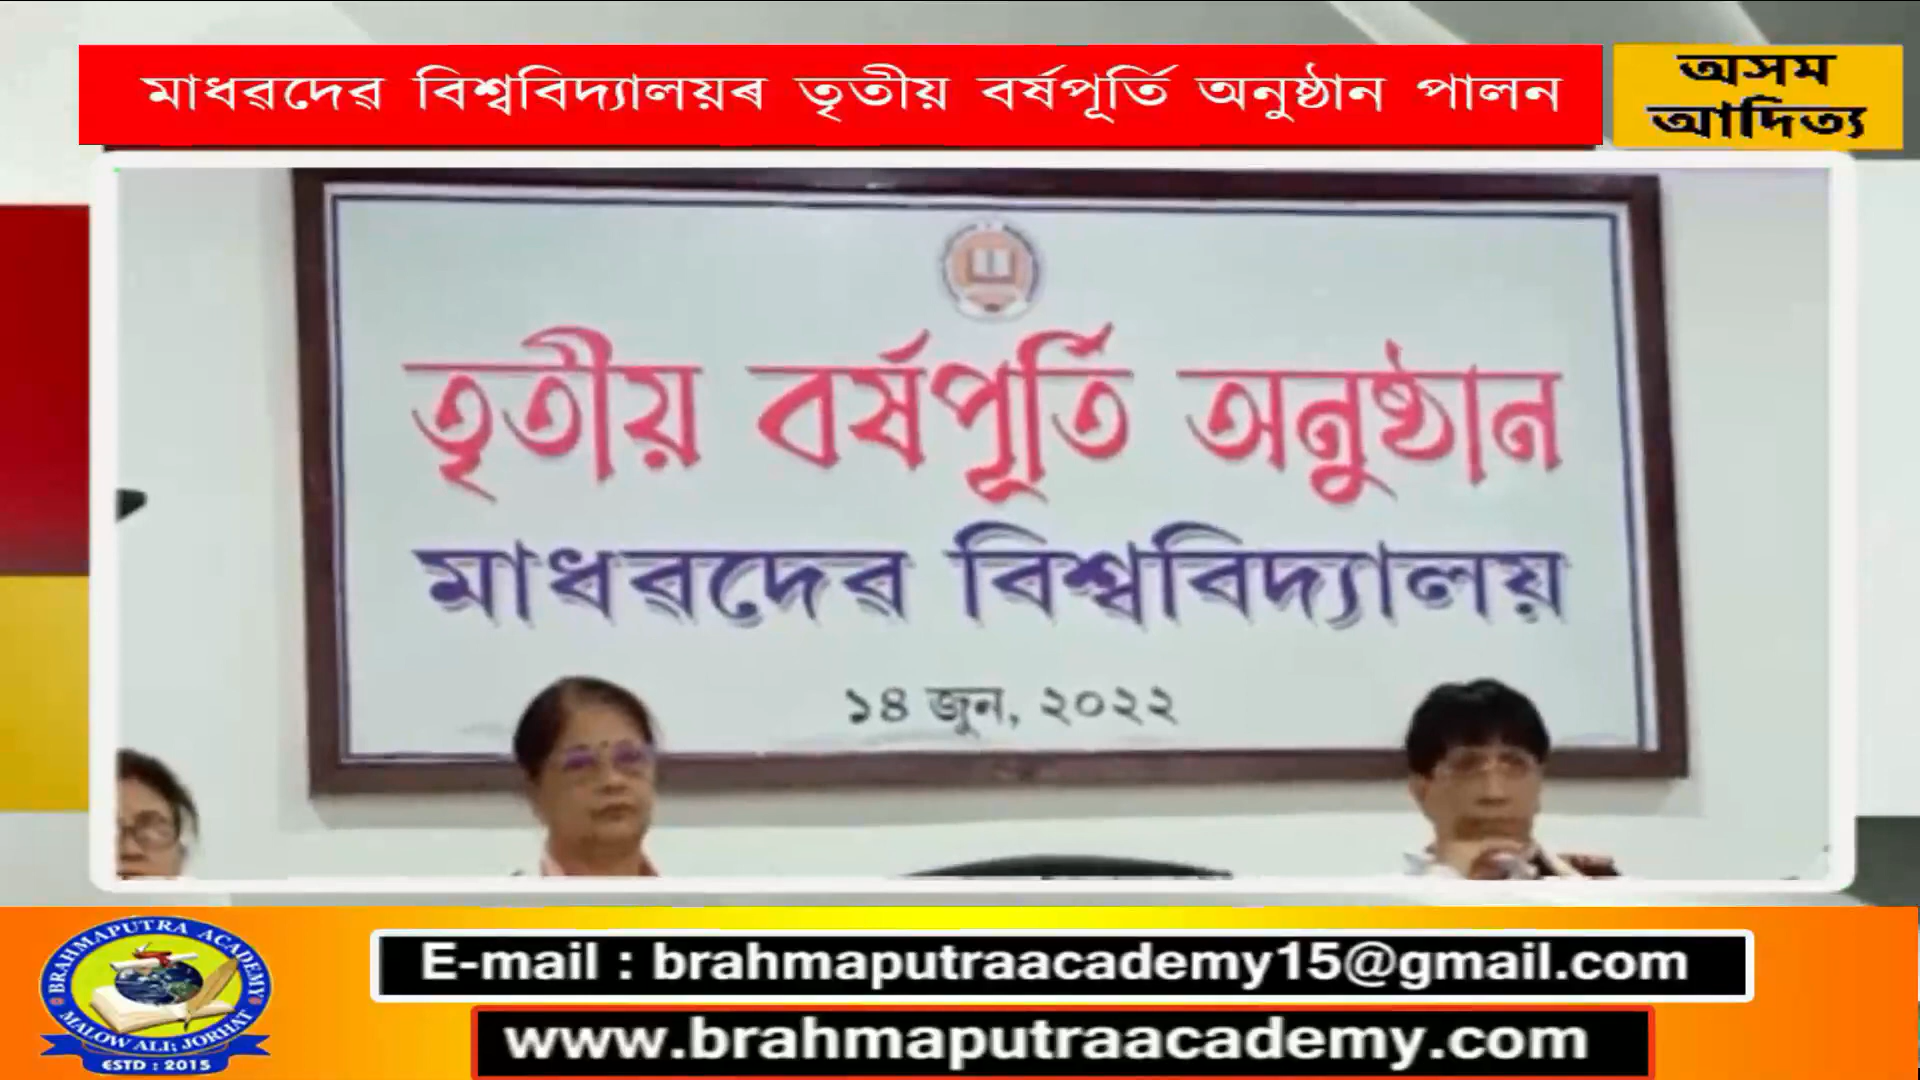 মাধৱদেৱ বিশ্ববিদ্যালয়ৰ তৃতীয় বৰ্ষপূৰ্তি অনুষ্ঠান পালন
অসম
আদিত্য
তৃতীয় বৰ্ষপূৰ্তি অনুষ্ঠান
মাধৱদেৱ বিশ্ববিদ্যালয়
১৪ জুন, ২০২২
BRAHMAPUTRA ACADEMY
MALOW ALI; JORHAT
ESTD : 2015
E-mail : brahmaputraacademy15@gmail.com
www.brahmaputraacademy.com